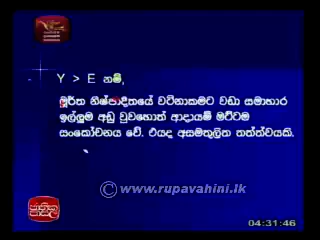 Y > E නම්,
මූර්ත නිෂ්පාදිතයේ වටිනාකමට වඩා සමාහාර
ඉල්ලුම අඩු වුවහොත් ආදායම් මට්ටම
සංකෝචනය වේ. එයද අසමතුලිත තත්ත්වයකි.
©www.rupavahini.lk
04:31:46